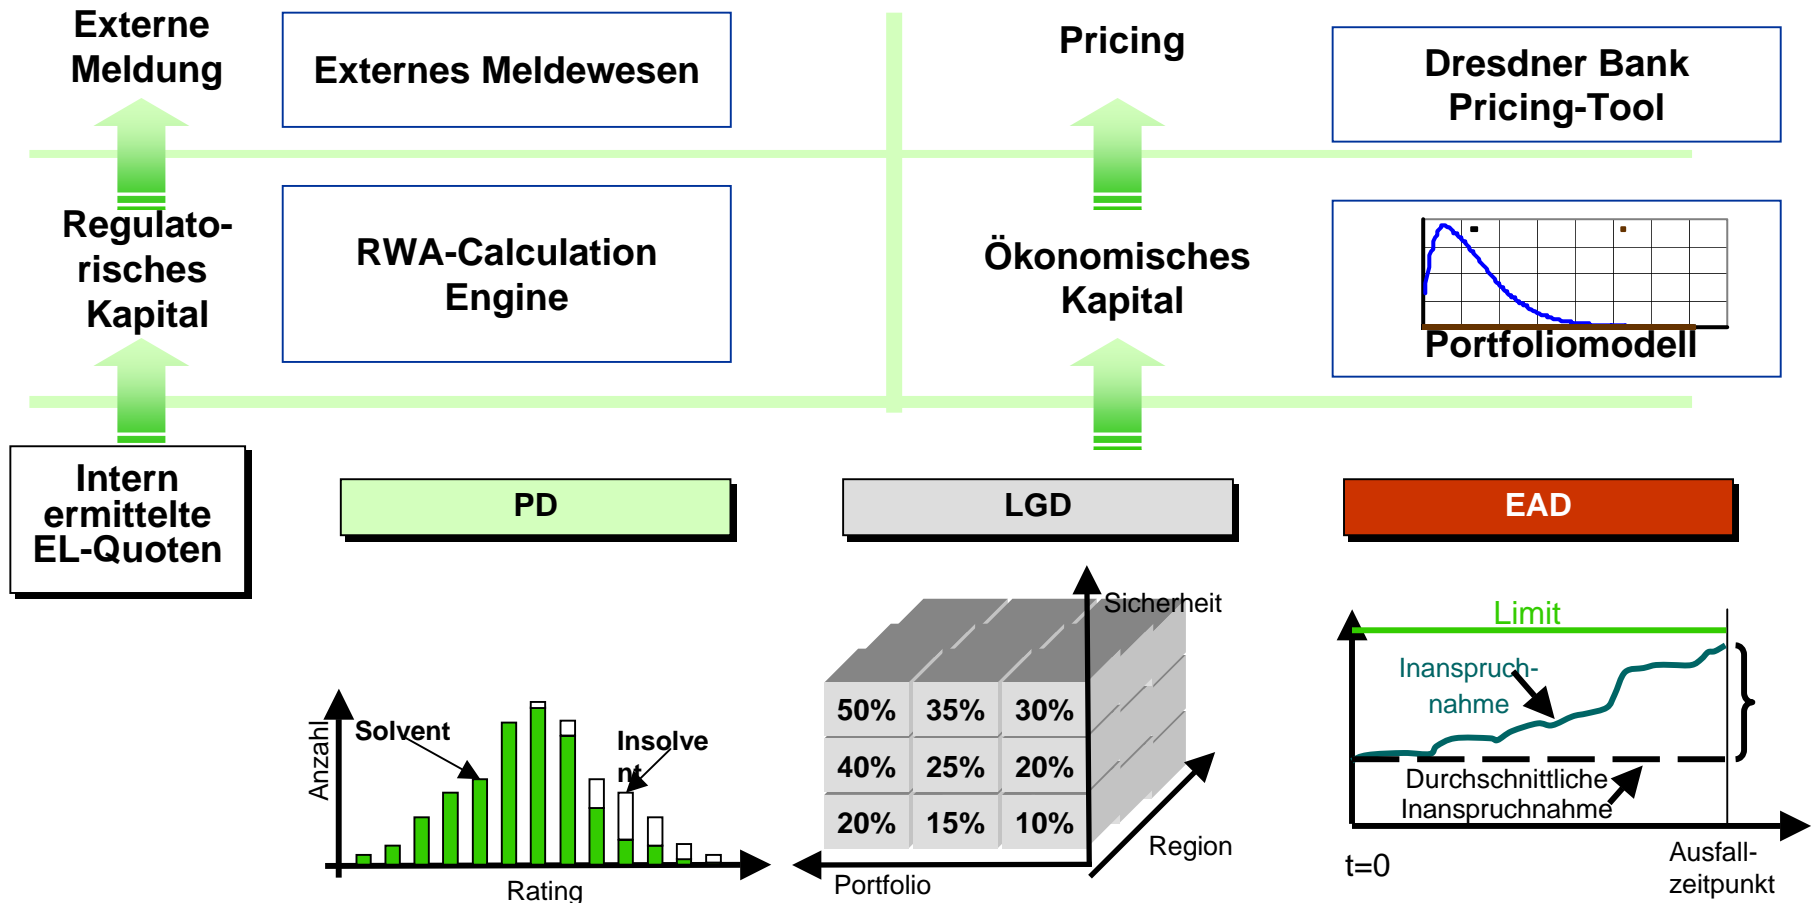 Externe
Meldung
Externes Meldewesen
Pricing
Dresdner Bank
Pricing-Tool
Regulato-
risches
Kapital
RWA-Calculation
Engine
Ökonomisches
Kapital
Portfoliomodell
Intern
ermittelte
EL-Quoten
PD
LGD
EAD
Anzahl
Solvent
Insolve
nt
Rating
Sicherheit
50% 35% 30%
40% 25% 20%
20% 15% 10%
Region
Portfolio
Limit
Inanspruch-
nahme
Durchschnittliche
Inanspruchnahme
t=0
Ausfall-
zeitpunkt